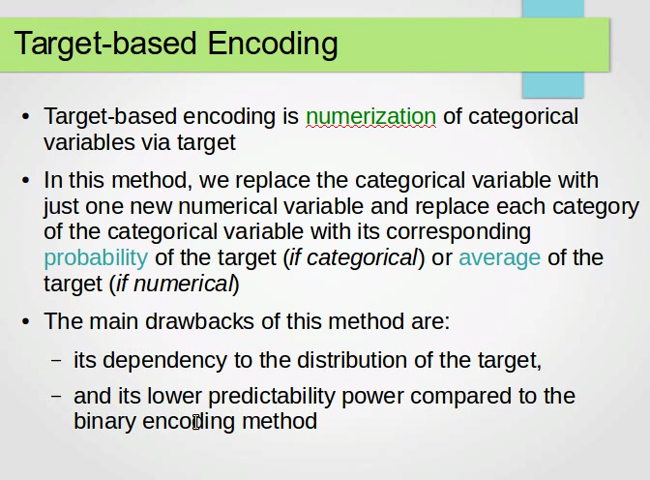 Target-based Encoding
• Target-based encoding is numerization of categorical
variables via target
• In this method, we replace the categorical variable with
just one new numerical variable and replace each category
of the categorical variable with its corresponding
probability of the target (if categorical) or average of the
target (if numerical)
• The main drawbacks of this method are:
– its dependency to the distribution of the target,
– and its lower predictability power compared to the
binary encoding method